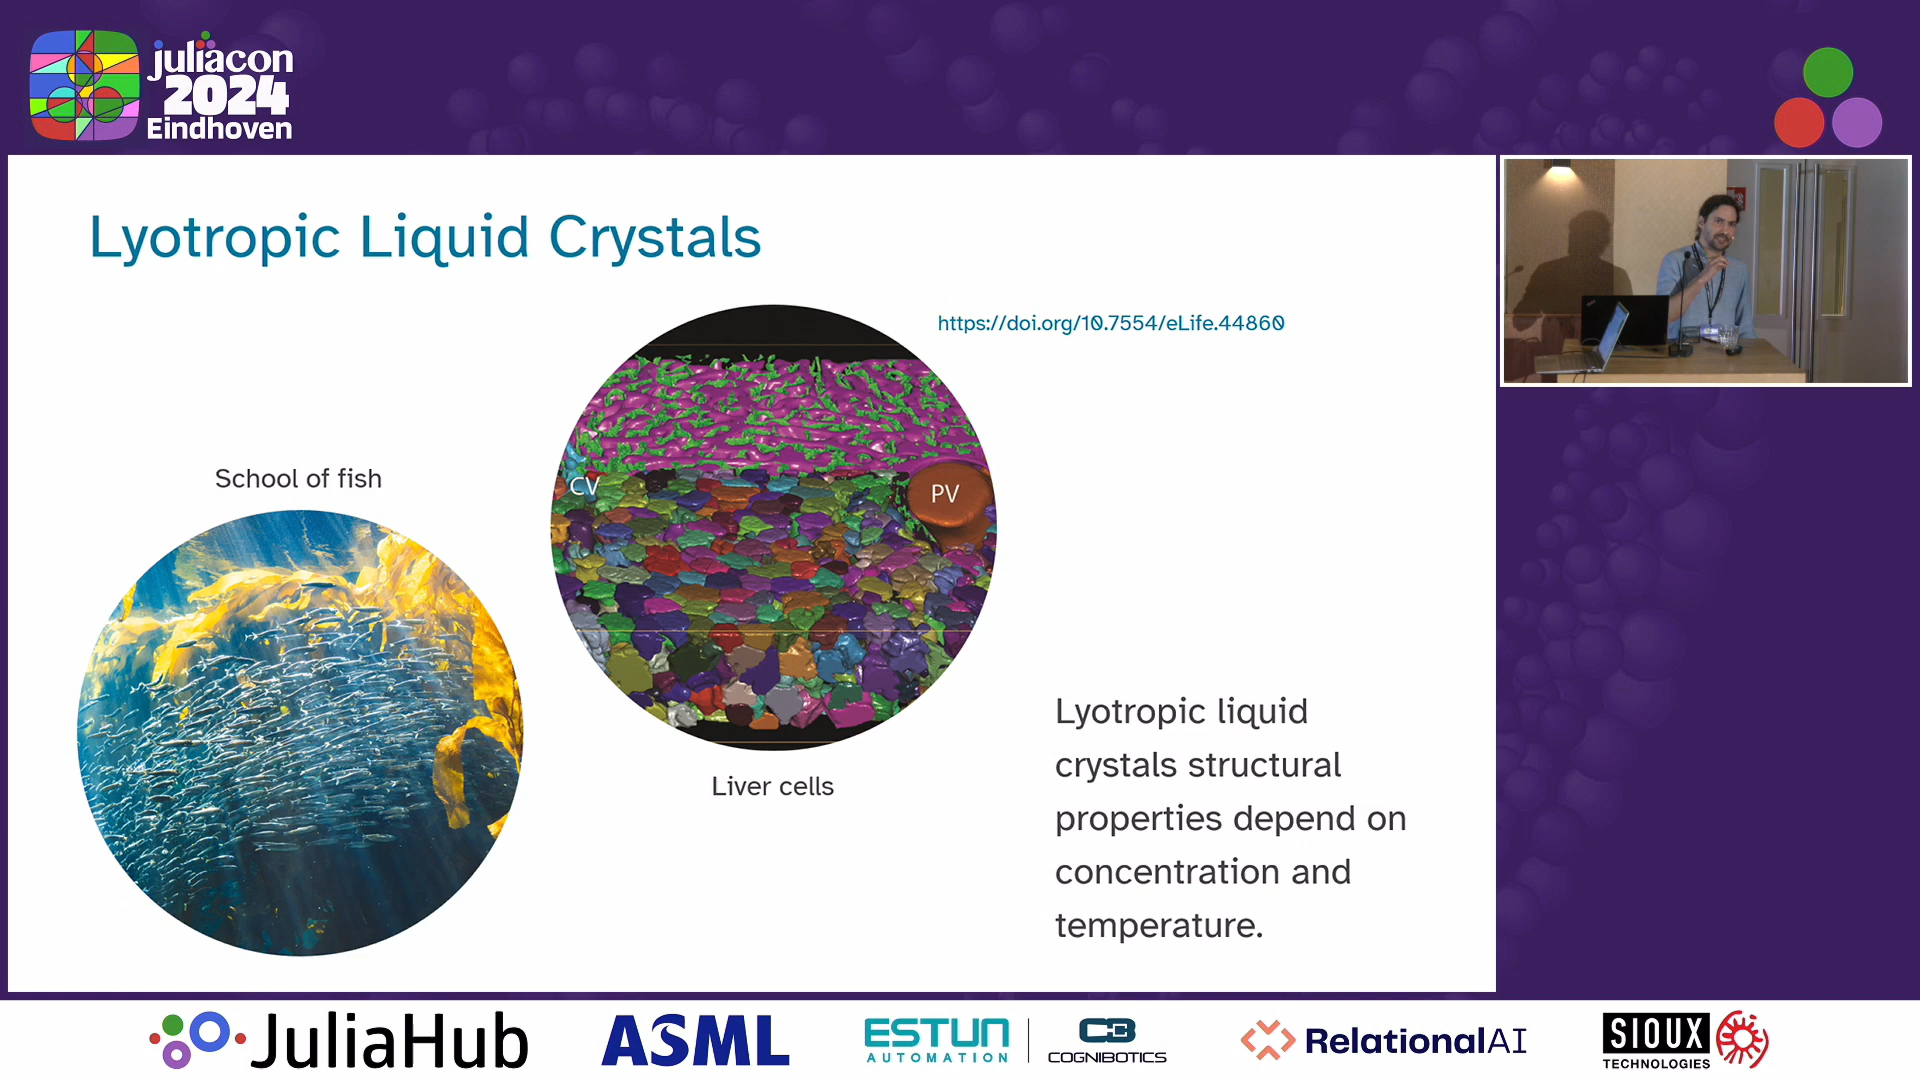 juliacon
2024
Eindhoven
Lyotropic Liquid Crystals
https://doi.org/10.7554/eLife.44860
School of fish
CV
PV
Liver cells
Lyotropic liquid
crystals structural
properties depend on
concentration and
temperature.
JuliaHub
ASML
ESTUN
AUTOMATION
COGNIBOTICS
RelationalAI
SIOUX
TECHNOLOGIES